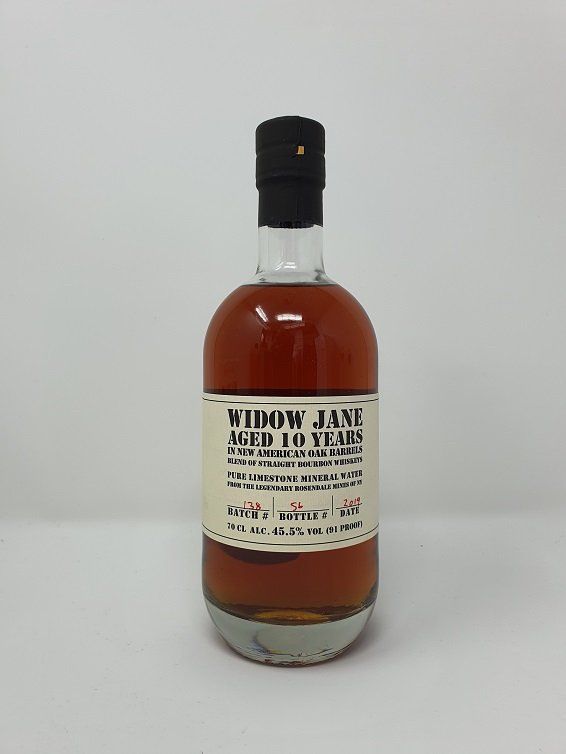 WIDOW JANE
AGED 10 YEARS
IN NEW AMERICAN OAK BARRELS
BLEND OF STRAIGHT BOURBON WHISKEYS
PURE LIMESTONE MINERAL WATER
FROM THE LEGENDARY ROSENDALE MINES OF NY
138 56 2019
BATCH # BOTTLE # DATE
70 CL ALC. 45.5% VOL (91 PROOF)